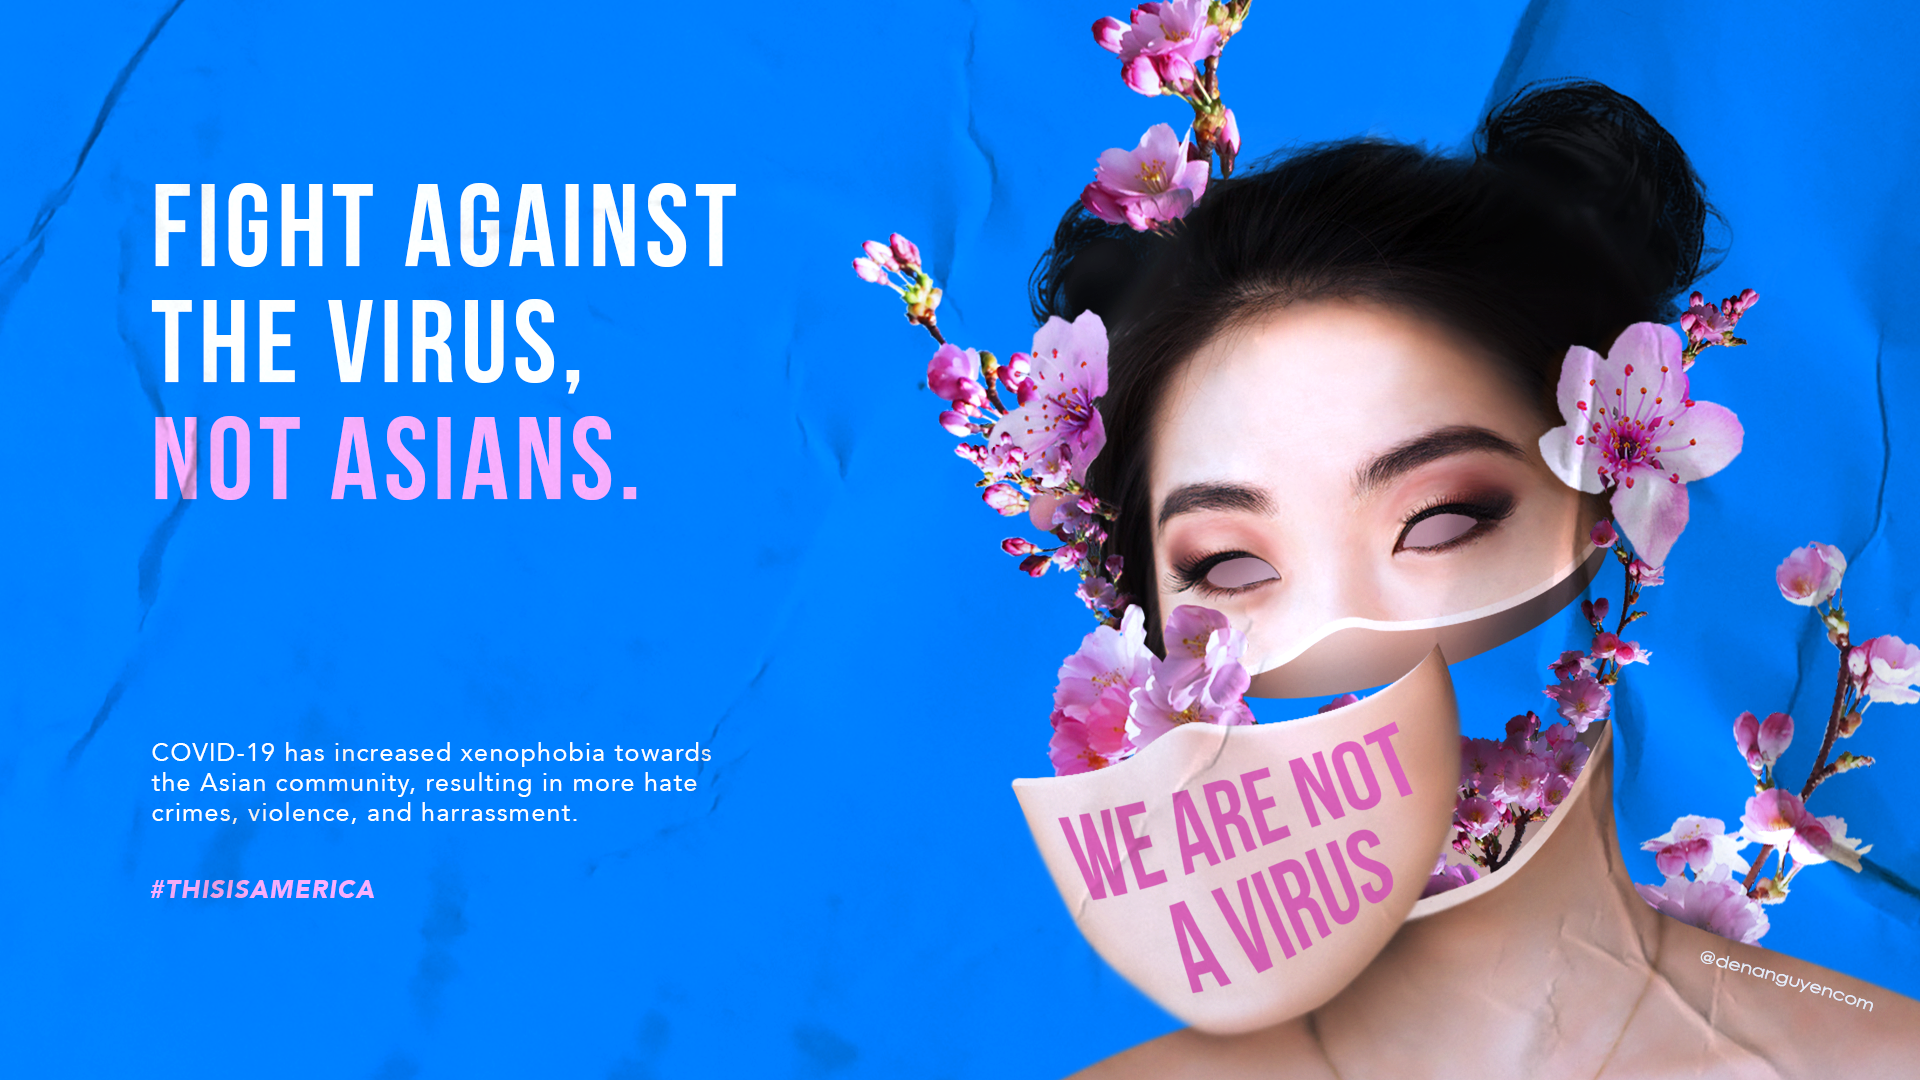 FIGHT AGAINST
THE VIRUS,
NOT ASIANS.
COVID-19 has increased xenophobia towards
the Asian community, resulting in more hate
crimes, violence, and harrassment.
#THISISAMERICA
WE ARE NOT
A VIRUS
@denanguyencom